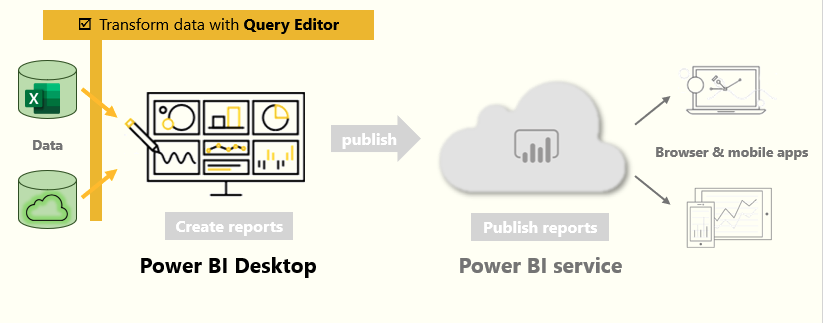 Transform data with Query Editor
X
Data
publish
Browser & mobile apps
Create reports
Publish reports
Power BI Desktop
Power BI service